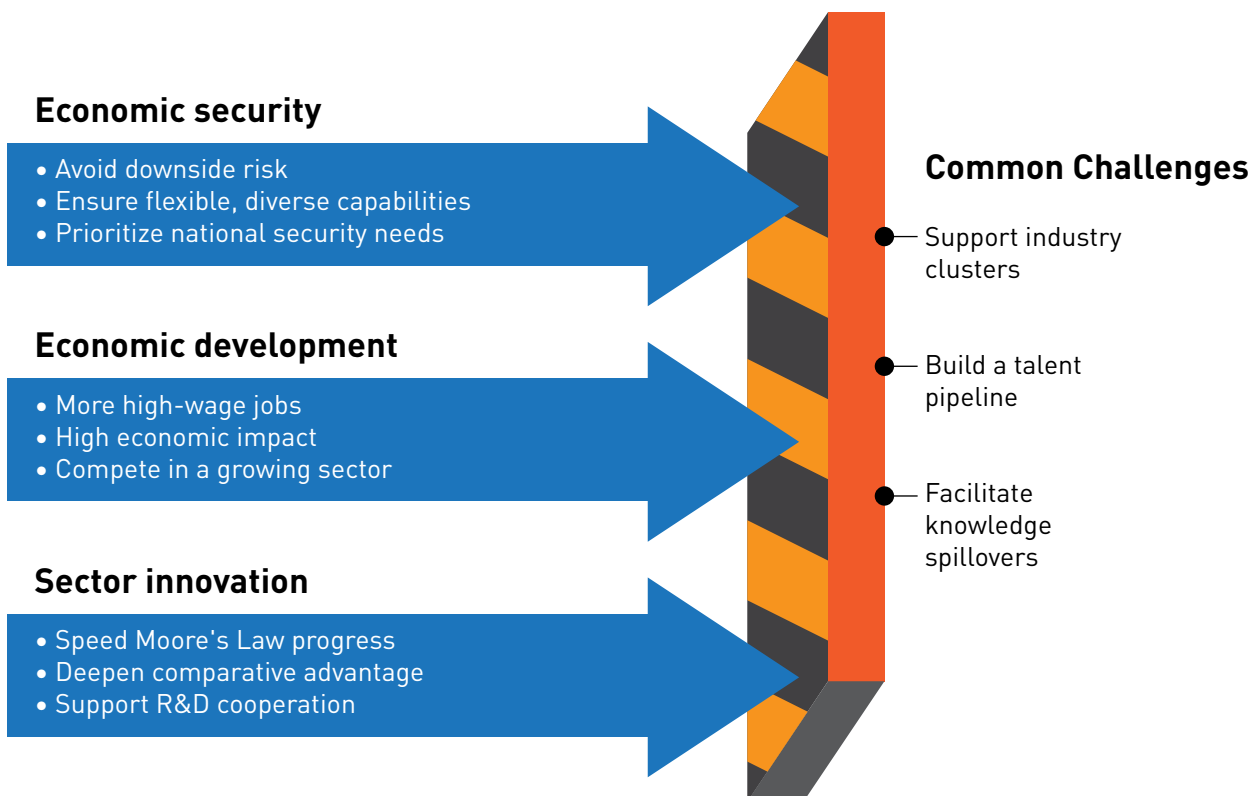 Economic security
• Avoid downside risk
• Ensure flexible, diverse capabilities
• Prioritize national security needs
Economic development
• More high-wage jobs
• High economic impact
• Compete in a growing sector
Sector innovation
• Speed Moore's Law progress
• Deepen comparative advantage
• Support R&D cooperation
Common Challenges
Support industry
clusters
Build a talent
pipeline
Facilitate
knowledge
spillovers